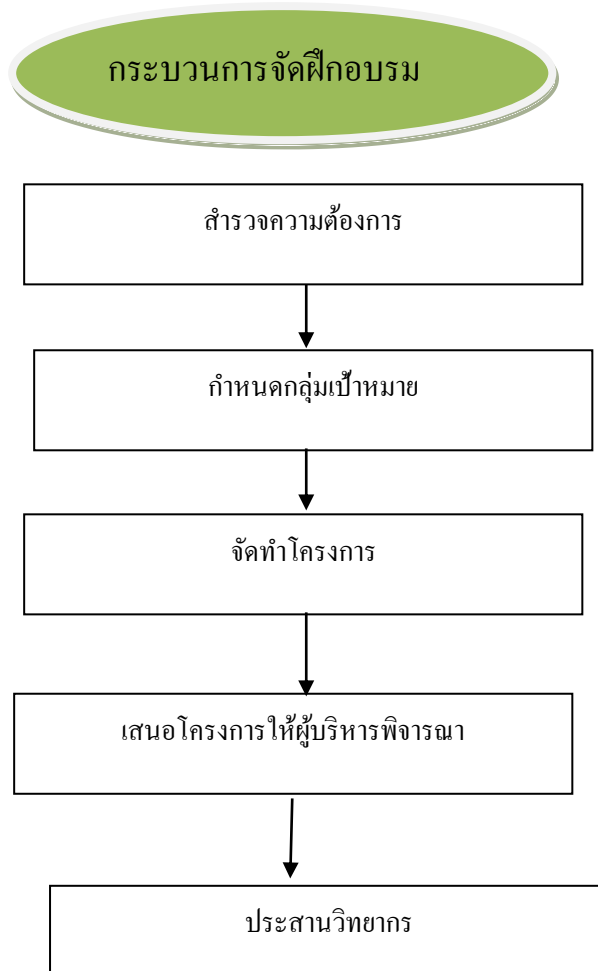 กระบวนการจัดฝึกอบรม
สำรวจความต้องการ
กำหนดกลุ่มเป้าหมาย
จัดทำโครงการ
เสนอโครงการให้ผู้บริหารพิจารณา
ประสานวิทยากร